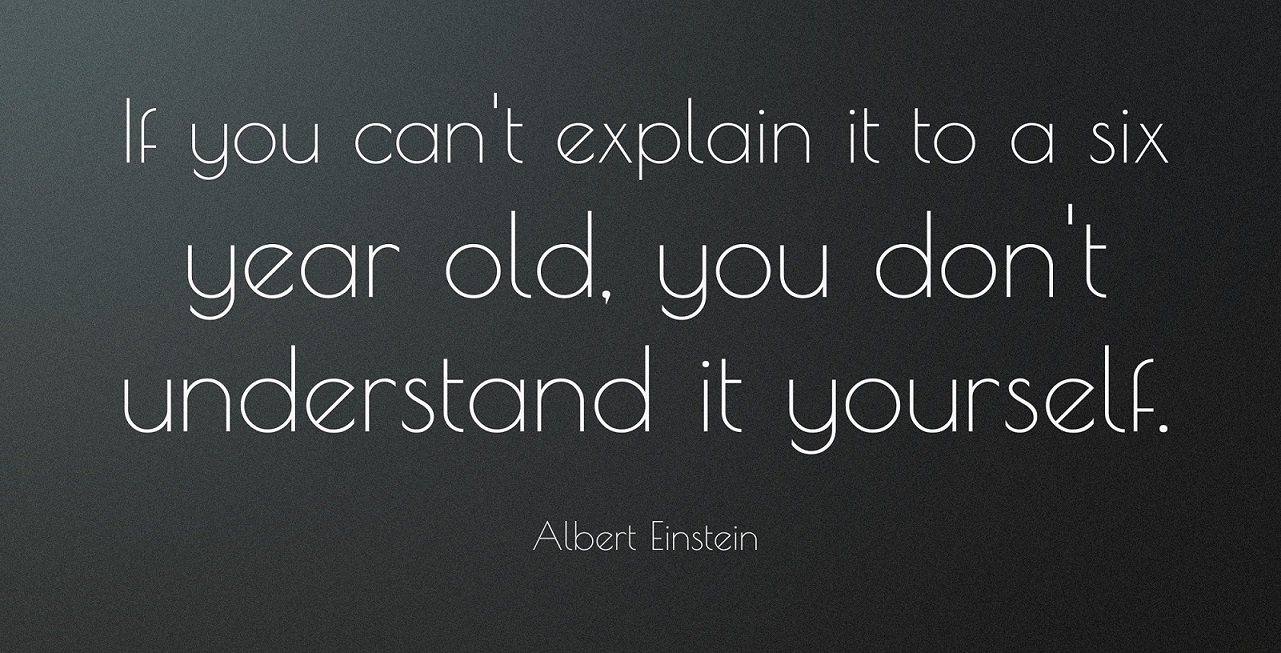 If you can't explain it to a six
year old, you don't
understand it yourself.
Albert Einstein